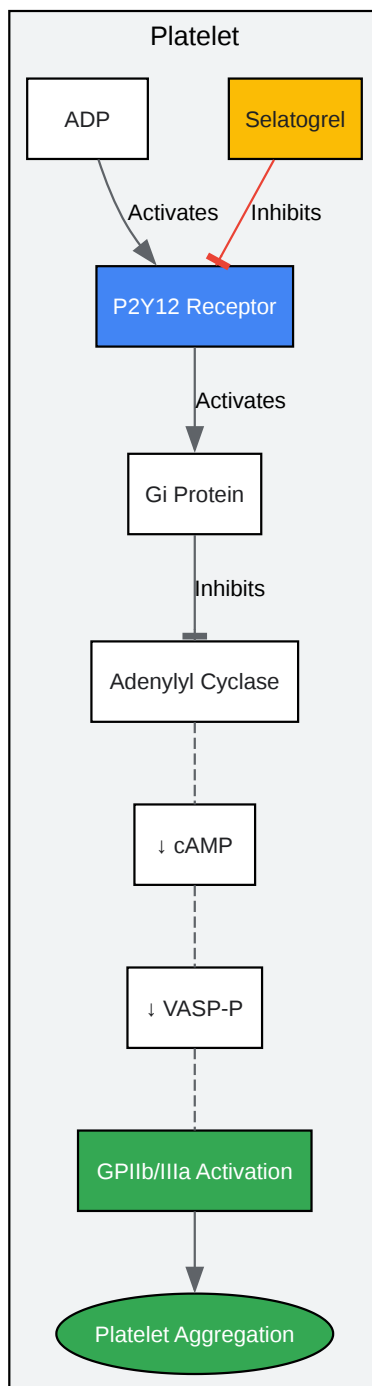 Platelet
ADP
Selatogrel
Activates
Inhibits
P2Y12 Receptor
Activates
Gi Protein
Inhibits
Adenylyl Cyclase
↓ cAMP
↓ VASP-P
GPIIb/IIIa Activation
Platelet Aggregation